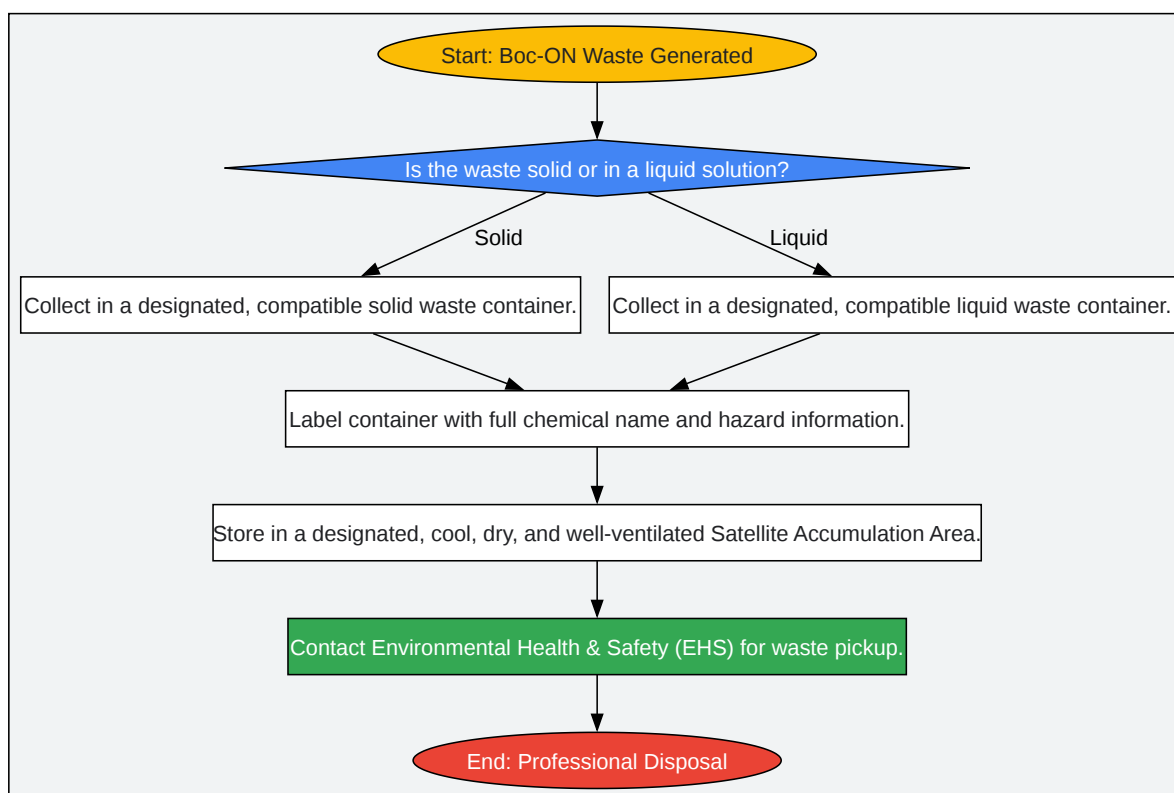 Start: Boc-ON Waste Generated
Is the waste solid or in a liquid solution?
Solid
Liquid
Collect in a designated, compatible solid waste container.
Collect in a designated, compatible liquid waste container.
Label container with full chemical name and hazard information.
Store in a designated, cool, dry, and well-ventilated Satellite Accumulation Area.
Contact Environmental Health & Safety (EHS) for waste pickup.
End: Professional Disposal